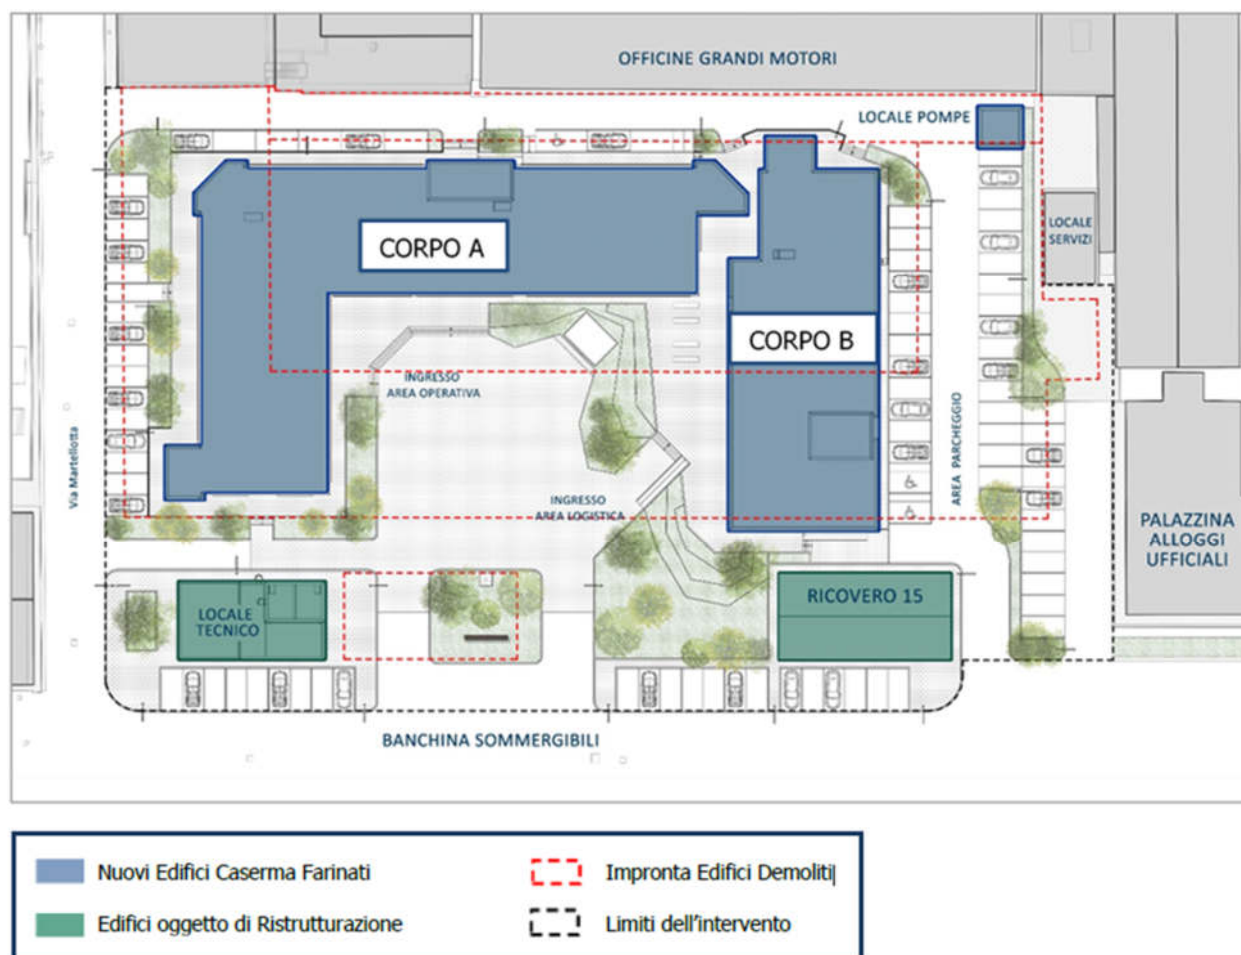 OFFICINE GRANDI MOTORI
LOCALE POMPE
LOCALE
SERVIZI
CORPO A
CORPO B
INGRESSO
AREA OPERATIVA
Via Martellotta
AREA PARCHEGGIO
INGRESSO
AREA LOGISTICA
PALAZZINA
ALLOGGI
UFFICIALI
LOCALE
TECNICO
RICOVERO 15
BANCHINA SOMMERGIBILI
Nuovi Edifici Caserma Farinati
Impronta Edifici Demoliti
Edifici oggetto di Ristrutturazione
Limiti dell'intervento